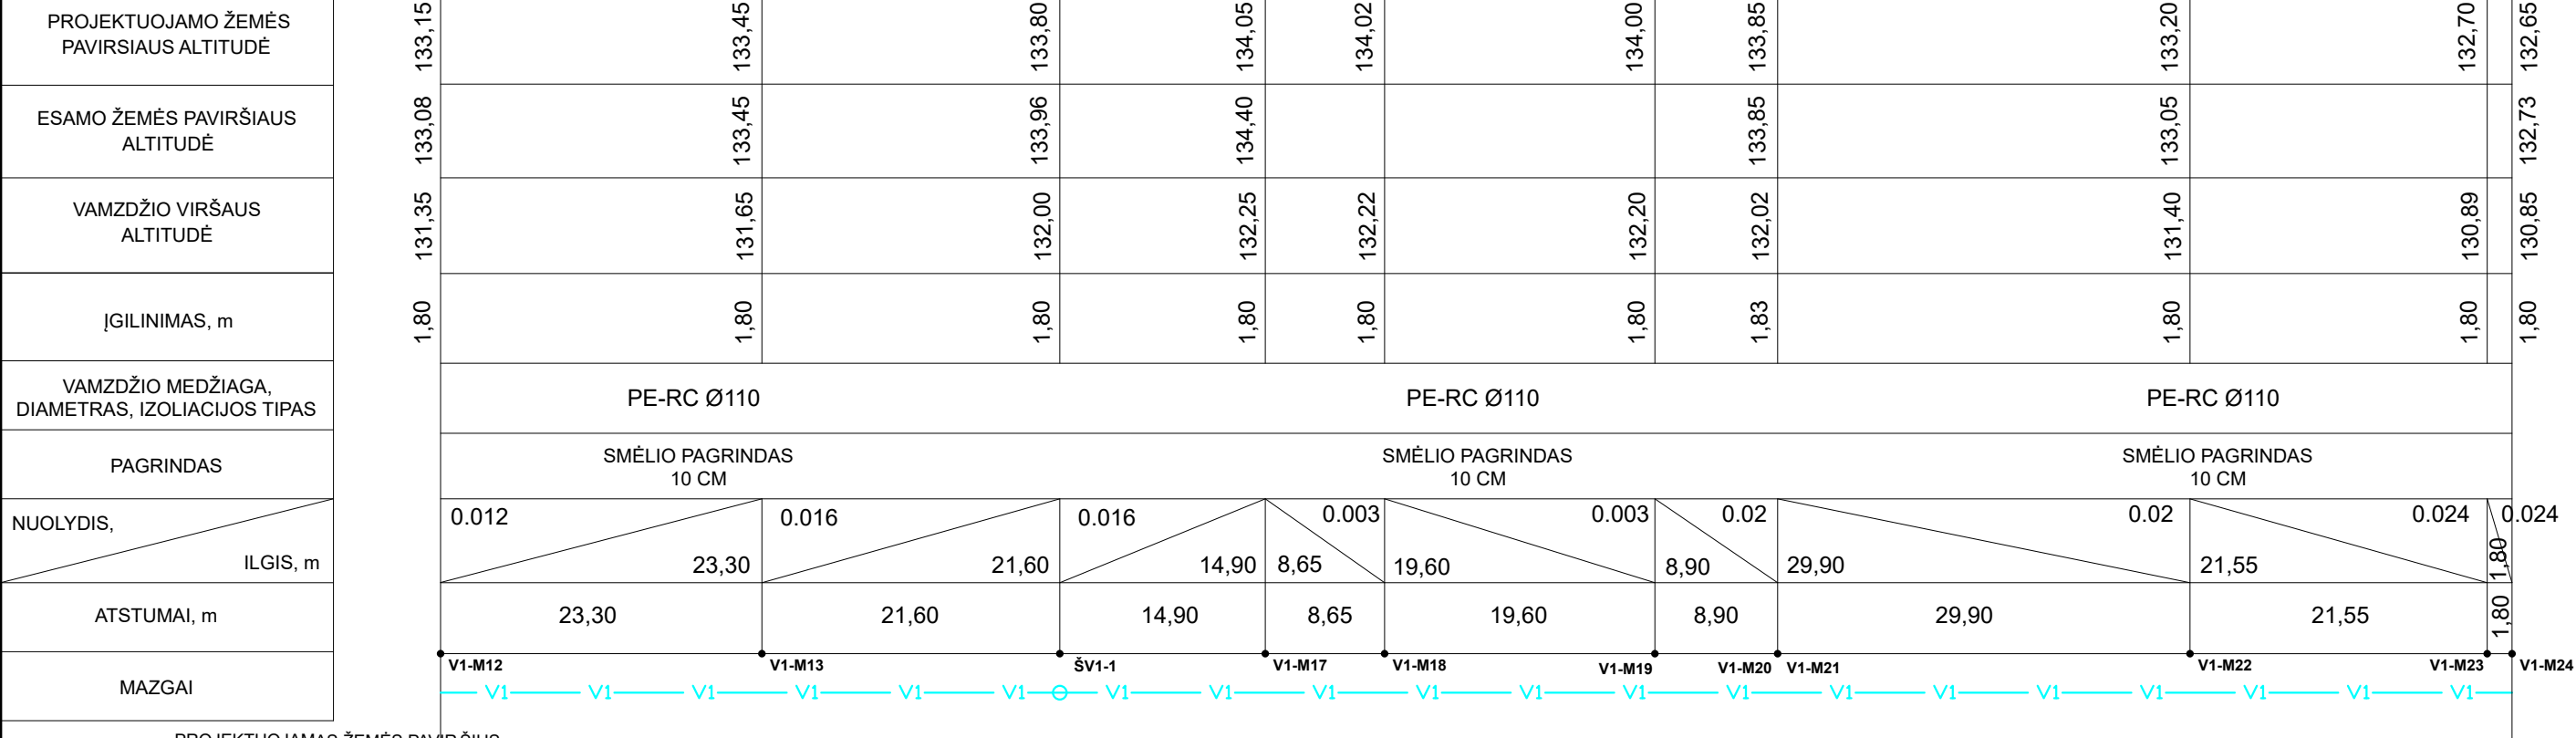 PROJEKTUOJAMO ŽEMĖS
PAVIRSIAUS ALTITUDĖ
133,15
133,45
133,80
134,05
134,02
134,00
133,85
133,20
132,70
132,65
ESAMO ŽEMĖS PAVIRŠIAUS
ALTITUDĖ
133,08
133,45
133,96
134,40
133,85
133,05
132,73
VAMZDŽIO VIRŠAUS
ALTITUDĖ
131,35
131,65
132,00
132,25
132,22
132,20
132,02
131,40
130,89
130,85
ĮGILINIMAS, m
1,80
1,80
1,80
1,80
1,80
1,80
1,83
1,80
1,80
1,80
VAMZDŽIO MEDŽIAGA,
DIAMETRAS, IZOLIACIJOS TIPAS
PE-RC Ø110
PE-RC Ø110
PE-RC Ø110
PAGRINDAS
SMĖLIO PAGRINDAS
10 CM
SMĖLIO PAGRINDAS
10 CM
SMĖLIO PAGRINDAS
10 CM
NUOLYDIS,
ILGIS, m
0.012
23,30
0.016
21,60
0.016
14,90
0.003
8,65
0.003
19,60
0.02
8,90
0.02
29,90
0.024
21,55
0.024
1,80
ATSTUMAI, m
23,30
21,60
14,90
8,65
19,60
8,90
29,90
21,55
1,80
MAZGAI
V1-M12
V1-M13
ŠV1-1
V1-M17
V1-M18
V1-M19
V1-M20
V1-M21
V1-M22
V1-M23
V1-M24
V1 V1 V1 V1 V1 V1 V1 V1 V1 V1 V1 V1 V1 V1 V1 V1 V1 V1 V1 V1
PROJEKTUOJAMAS ŽEMĖS PAVIRŠIUS